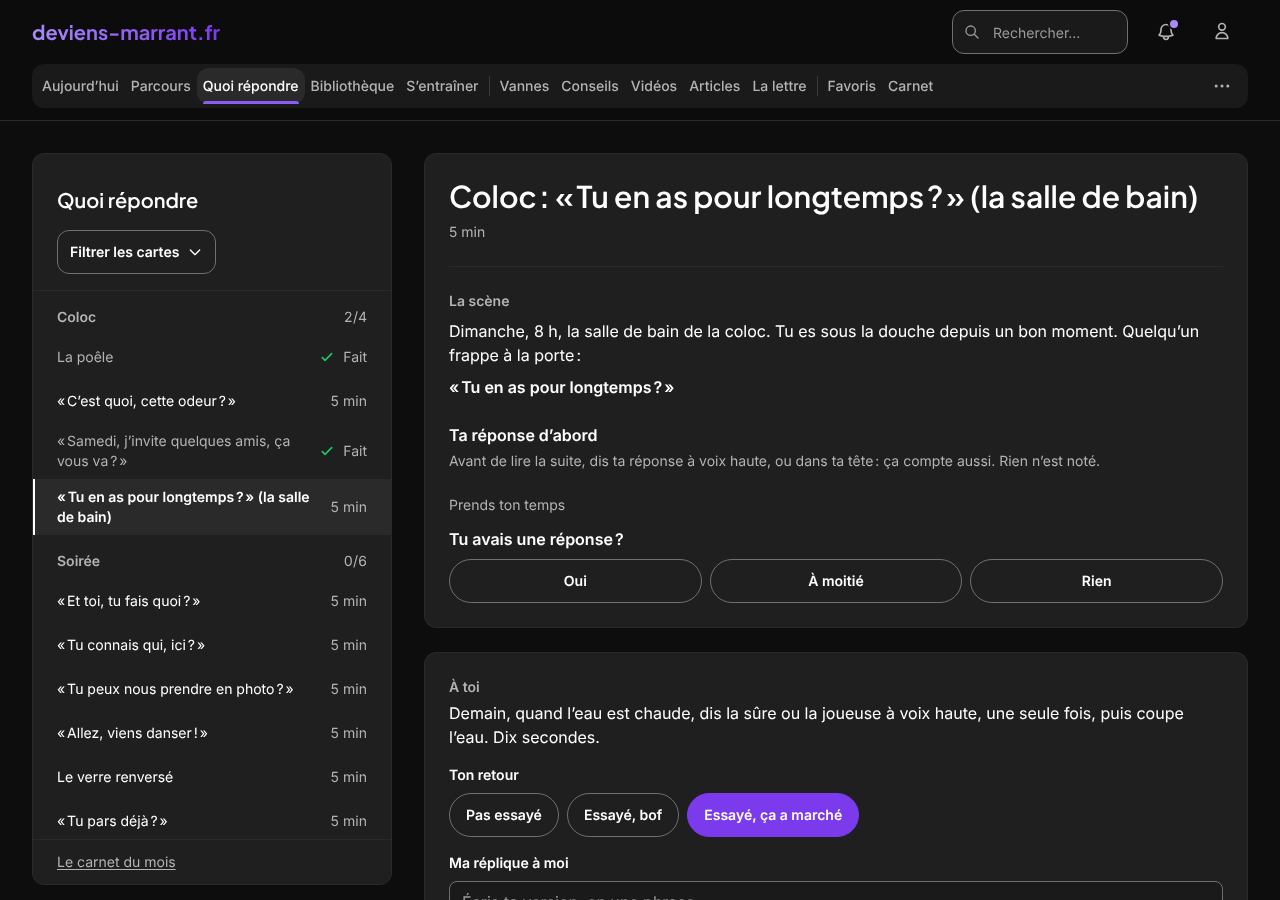 deviens-marrant.fr
Rechercher...
Aujourd’hui Parcours Quoi répondre Bibliothèque S’entraîner Vannes Conseils Vidéos Articles La lettre Favoris Carnet
Quoi répondre
Filtrer les cartes
Coloc 2/4
La poêle Fait
« C’est quoi, cette odeur ? » 5 min
« Samedi, j’invite quelques amis, ça
vous va ? » Fait
« Tu en as pour longtemps ? » (la salle
de bain) 5 min
Soirée 0/6
« Et toi, tu fais quoi ? » 5 min
« Tu connais qui, ici ? » 5 min
« Tu peux nous prendre en photo ? » 5 min
« Allez, viens danser ! » 5 min
Le verre renversé 5 min
« Tu pars déjà ? » 5 min
Le carnet du mois
Coloc : « Tu en as pour longtemps ? » (la salle de bain)
5 min
La scène
Dimanche, 8 h, la salle de bain de la coloc. Tu es sous la douche depuis un bon moment. Quelqu’un
frappe à la porte :
« Tu en as pour longtemps ? »
Ta réponse d’abord
Avant de lire la suite, dis ta réponse à voix haute, ou dans ta tête : ça compte aussi. Rien n’est noté.
Prends ton temps
Tu avais une réponse ?
Oui À moitié Rien
À toi
Demain, quand l’eau est chaude, dis la sûre ou la joueuse à voix haute, une seule fois, puis coupe
l’eau. Dix secondes.
Ton retour
Pas essayé Essayé, bof Essayé, ça a marché
Ma réplique à moi
Écris ta version, en une phrase